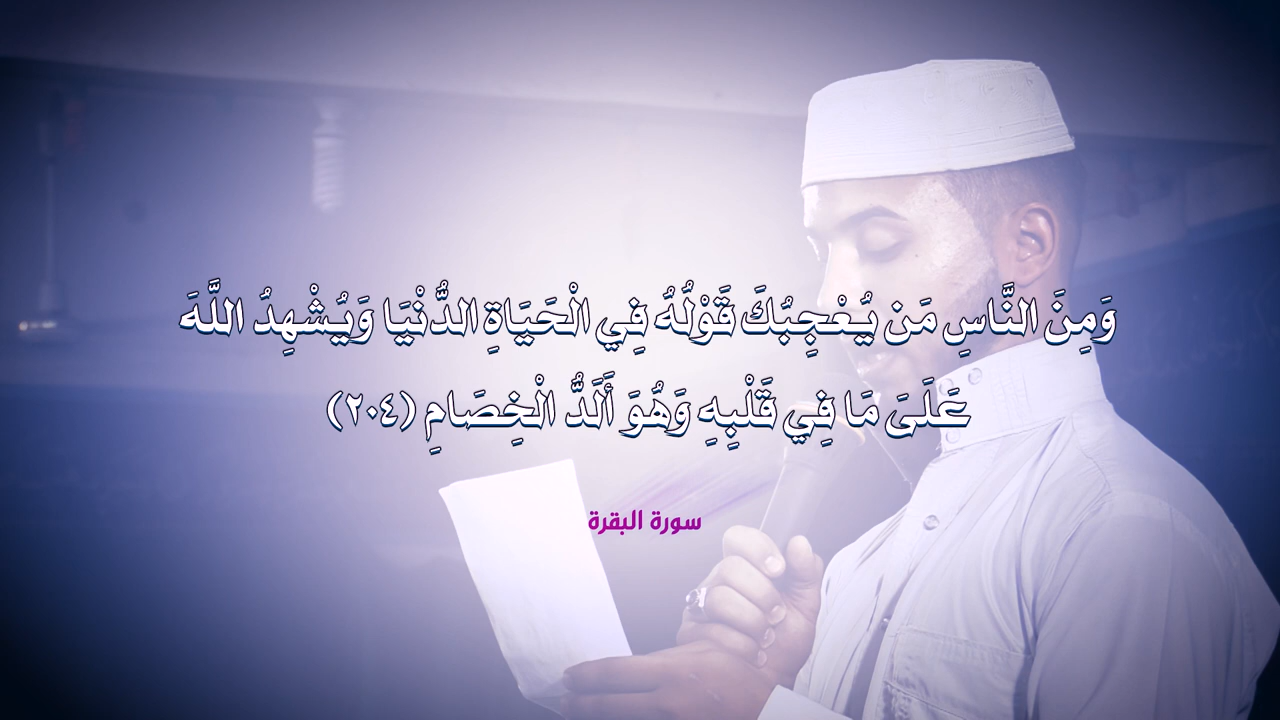 وَمِنَ النَّاسِ مَن يُعْجِبُكَ قَوْلُهُ فِي الْحَيَاةِ الدُّنْيَا وَيُشْهِدُ اللَّهَ
عَلَىَ مَا فِي قَلْبِهِ وَهُوَ أَلَدُّ الْخِصَامِ (٢٠٤)
سورة البقرة